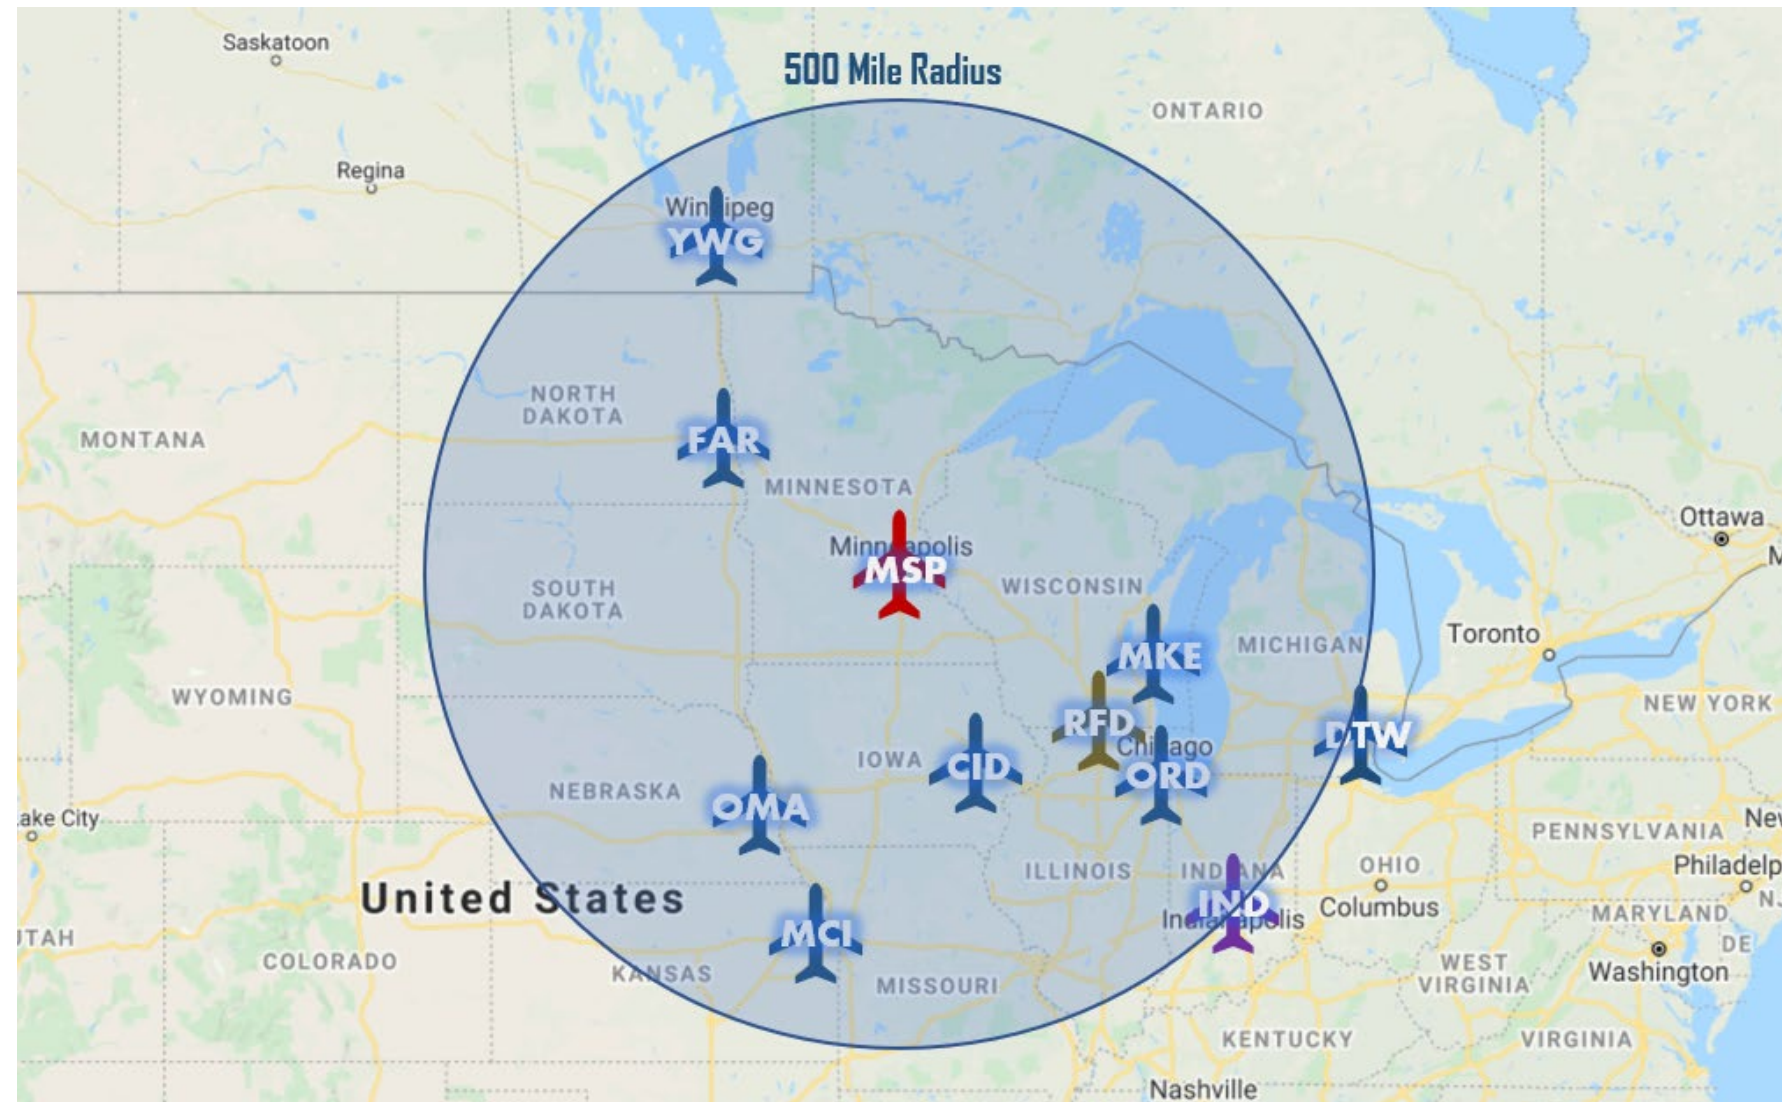 Saskatoon
500 Mile Radius
ONTARIO
Regina
Winnipeg
YWG
NORTH
DAKOTA
MONTANA
FAR
MINNESOTA
Ottawa
Minneapolis
MSP
M
SOUTH
DAKOTA
WISCONSIN
Toronto
MICHIGAN
MKE
WYOMING
NEW YORK
RFD
DTW
Chicago
ORD
IOWA
CID
NEBRASKA
OMA
ake City
PENNSYLVANIA
Nev
ILLINOIS
INDIANA
OHIO
Philadelp
United States
IND
Indianapolis
Columbus
N.
MARYLAND
MCI
UTAH
DE
COLORADO
KANSAS
WEST
VIRGINIA
Washington
MISSOURI
KENTUCKY
VIRGINIA
Nashville